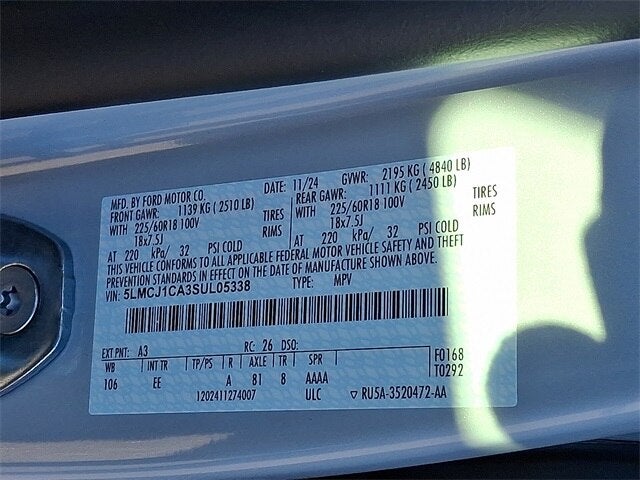 MFD. BY FORD MOTOR CO. DATE: 11/24 GVWR: 2195 KG ( 4840 LB)
FRONT GAWR: 1139 KG ( 2510 LB) REAR GAWR: 1111 KG ( 2450 LB)
WITH 225/60R18 100V TIRES WITH 225/60R18 100V TIRES
18x7.5J RIMS 18x7.5J RIMS
AT 220 kPa/ 32 PSI COLD AT 220 kPa/ 32 PSI COLD
THIS VEHICLE CONFORMS TO ALL APPLICABLE FEDERAL MOTOR VEHICLE SAFETY AND THEFT
PREVENTION STANDARDS IN EFFECT ON THE DATE OF MANUFACTURE SHOWN ABOVE.
VIN: 5LMCJ1CA3SUL05338 TYPE: MPV
EXT PNT: A3 RC: 26 DSO:
WB INT TR TP/PS R AXLE TR SPR F0168
106 EE A 81 8 AAAA T0292
1202411274007 ULC ▽ RU5A-3520472-AA